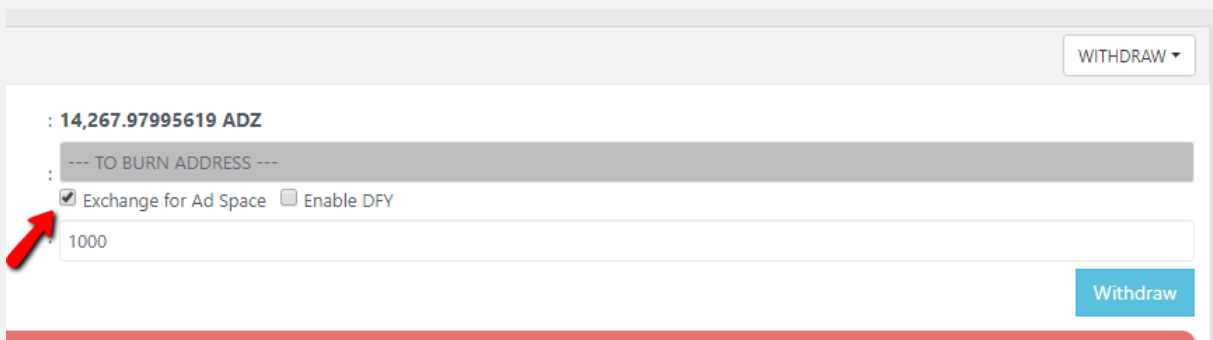 WITHDRAW
: 14,267.97995619 ADZ
: --- TO BURN ADDRESS ---
Exchange for Ad Space Enable DFY
: 1000
Withdraw